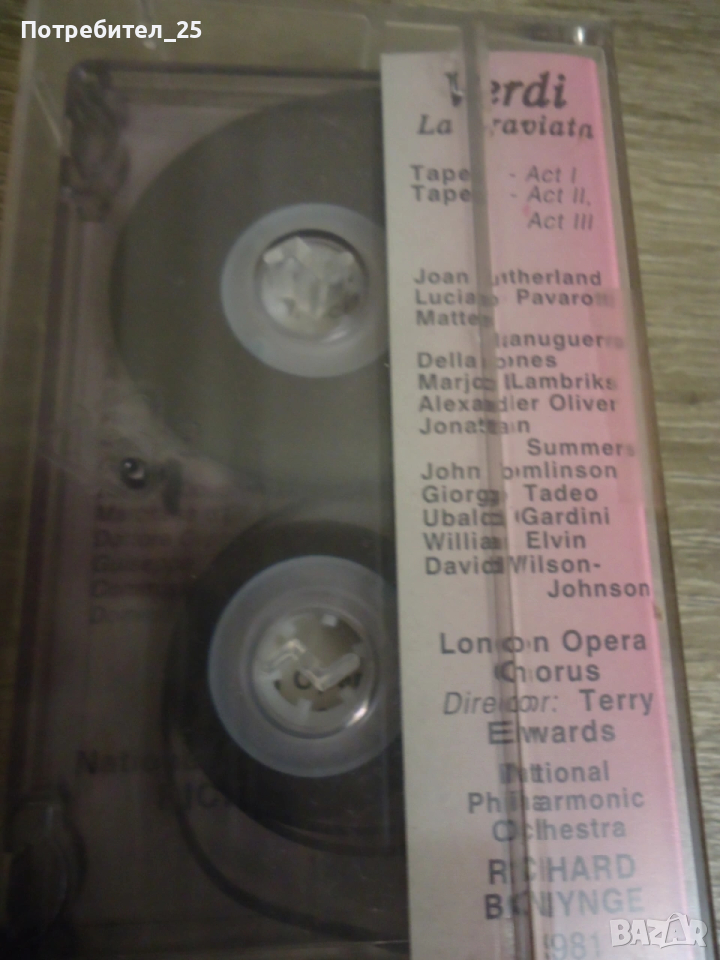 Потребител_25
Verdi
La Traviata
Tape - Act I
Tape - Act II,
Act III
Joan Sutherland
Luciano Pavarotti
Matteo
Manuguerra
Della Jones
Marjon Lambriks
Alexander Oliver
Jonathan
Summers
John Tomlinson
Giorgio Tadeo
Ubaldo Gardini
William Elvin
David Wilson-
Johnson
London Opera
Chorus
Director: Terry
Edwards
National
Philharmonic
Orchestra
RICHARD
BONYNGE
1981
BAZAR